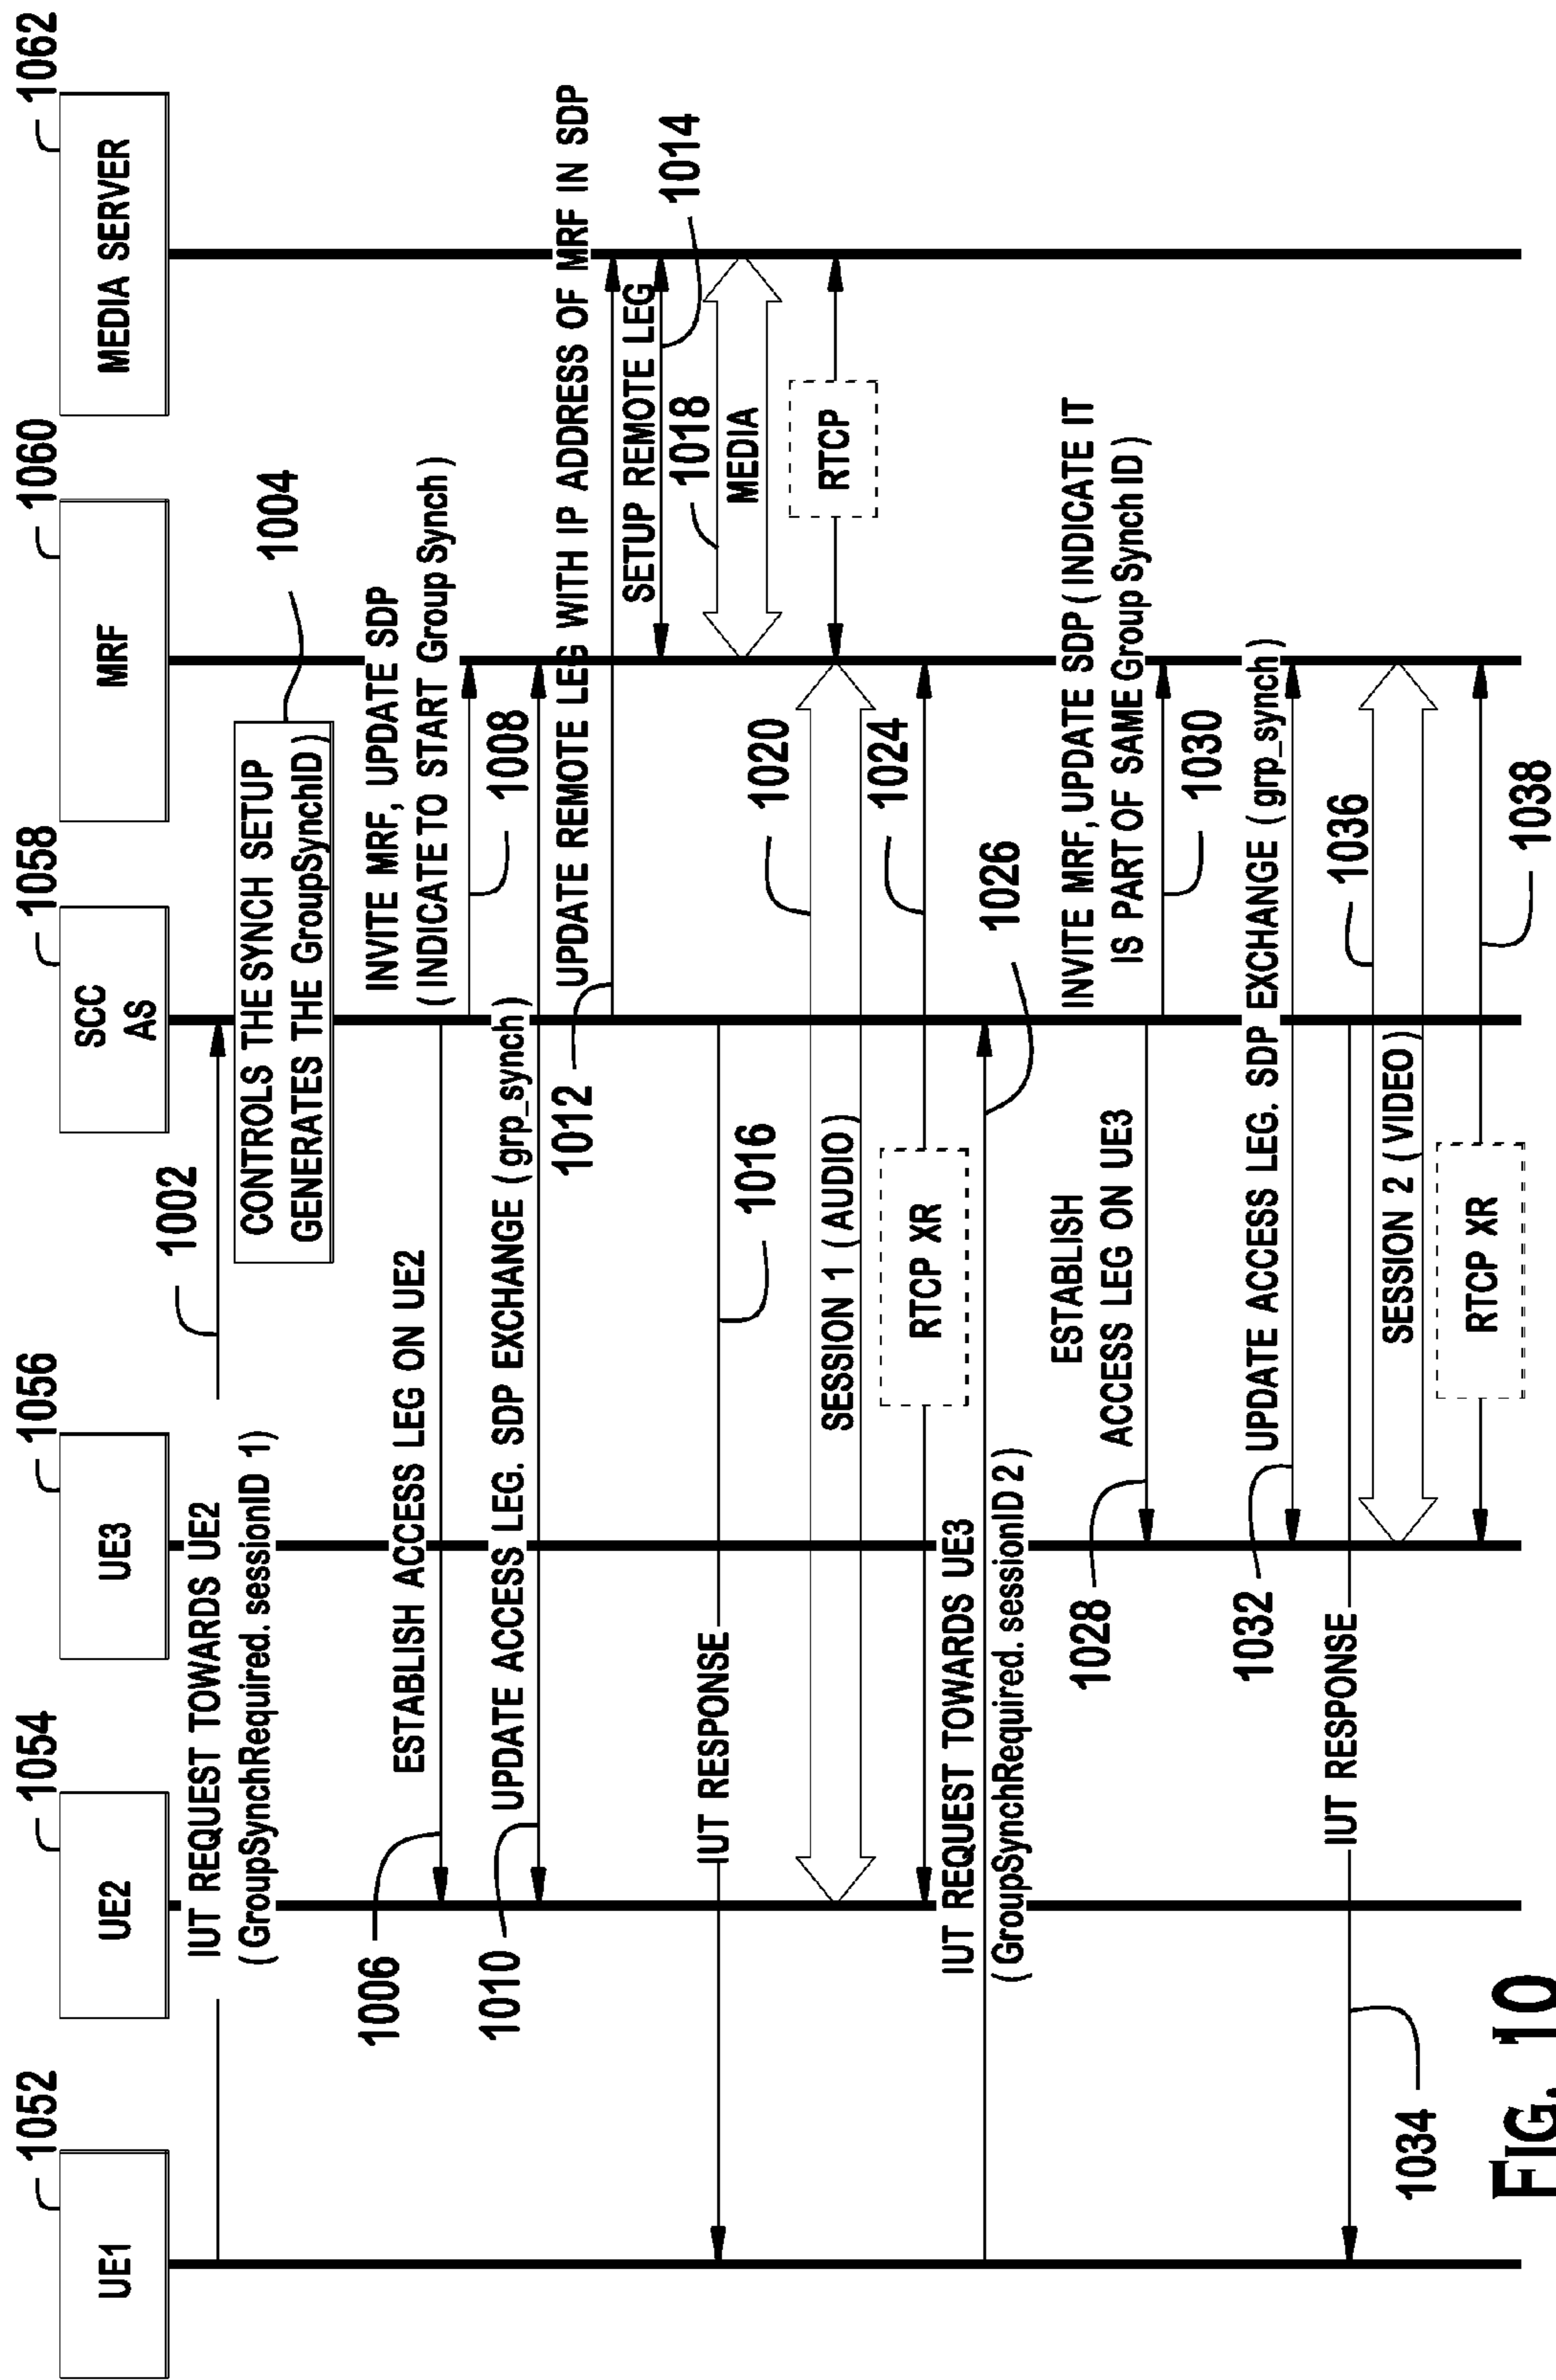 1052
1054
1056
1058
1060
1062
UE1
UE2
UE3
SCC
AS
MRF
MEDIA SERVER
IUT REQUEST TOWARDS UE2
(GroupSynchRequired. sessionID 1)
1002
CONTROLS THE SYNCH SETUP
GENERATES THE GroupSynchID)
1004
1006
ESTABLISH ACCESS LEG ON UE2
INVITE MRF, UPDATE SDP
(INDICATE TO START Group Synch)
1008
1010
UPDATE ACCESS LEG. SDP EXCHANGE (grp_synch)
1012
UPDATE REMOTE LEG WITH IP ADDRESS OF MRF IN SDP
SETUP REMOTE LEG
1014
IUT RESPONSE
1016
1018
MEDIA
SESSION 1 (AUDIO)
1020
RTCP
RTCP XR
1024
IUT REQUEST TOWARDS UE3
(GroupSynchRequired. sessionID 2)
1026
1028
ESTABLISH
ACCESS LEG ON UE3
INVITE MRF, UPDATE SDP (INDICATE IT
IS PART OF SAME Group Synch ID)
1030
1032
UPDATE ACCESS LEG. SDP EXCHANGE (grp_synch)
IUT RESPONSE
1034
SESSION 2 (VIDEO)
1036
RTCP XR
1038
FIG. 10